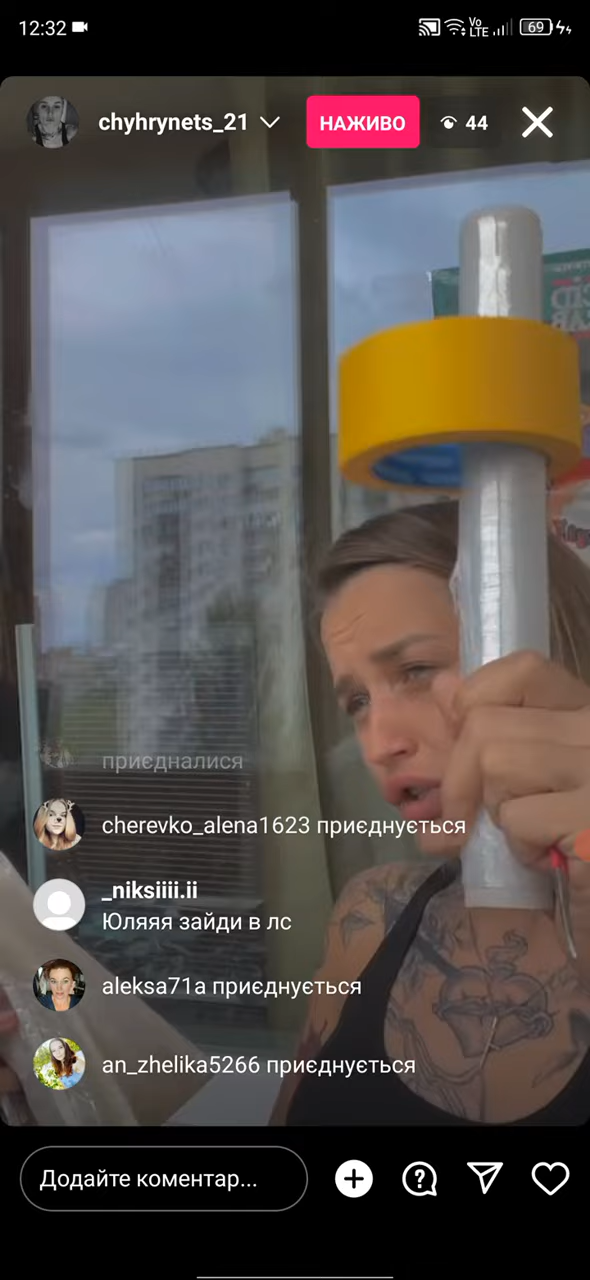 12:32
Vo
LTE
69
chyhrynets_21
НАЖИВО
44
приєдналися
cherevko_alena1623 приєднується
_niksiiii.ii
Юляяя зайди в лс
aleksa71a приєднується
an_zhelika5266 приєднується
Додайте коментар...